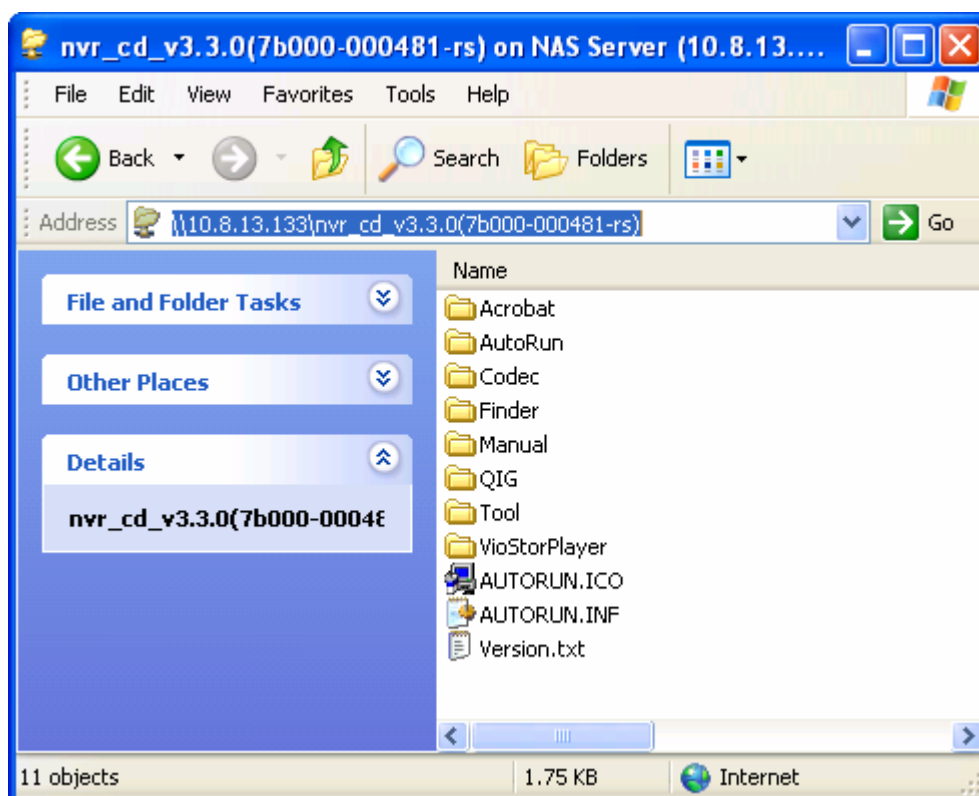 nvr_cd_v3.3.0(7b000-000481-rs) on NAS Server (10.8.13....
File Edit View Favorites Tools Help
Back Search Folders
Address \\10.8.13.133\nvr_cd_v3.3.0(7b000-000481-rs) Go
File and Folder Tasks
Other Places
Details
nvr_cd_v3.3.0(7b000-00048
Name
Acrobat
AutoRun
Codec
Finder
Manual
QIG
Tool
VioStorPlayer
AUTORUN.ICO
AUTORUN.INF
Version.txt
11 objects 1.75 KB Internet